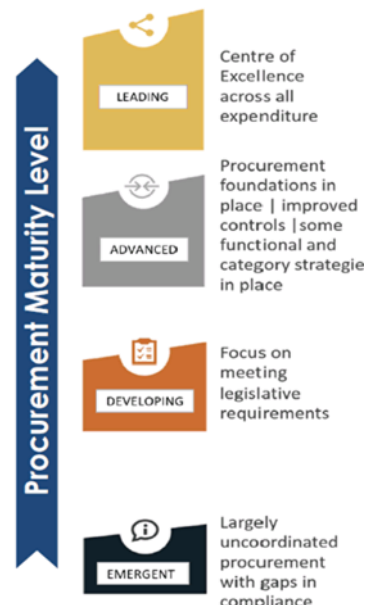 Procurement Maturity Level
LEADING
Centre of
Excellence
across all
expenditure
ADVANCED
Procurement
foundations in
place | improved
controls |some
functional and
category strategie
in place
DEVELOPING
Focus on
meeting
legislative
requirements
EMERGENT
Largely
uncoordinated
procurement
with gaps in
compliance